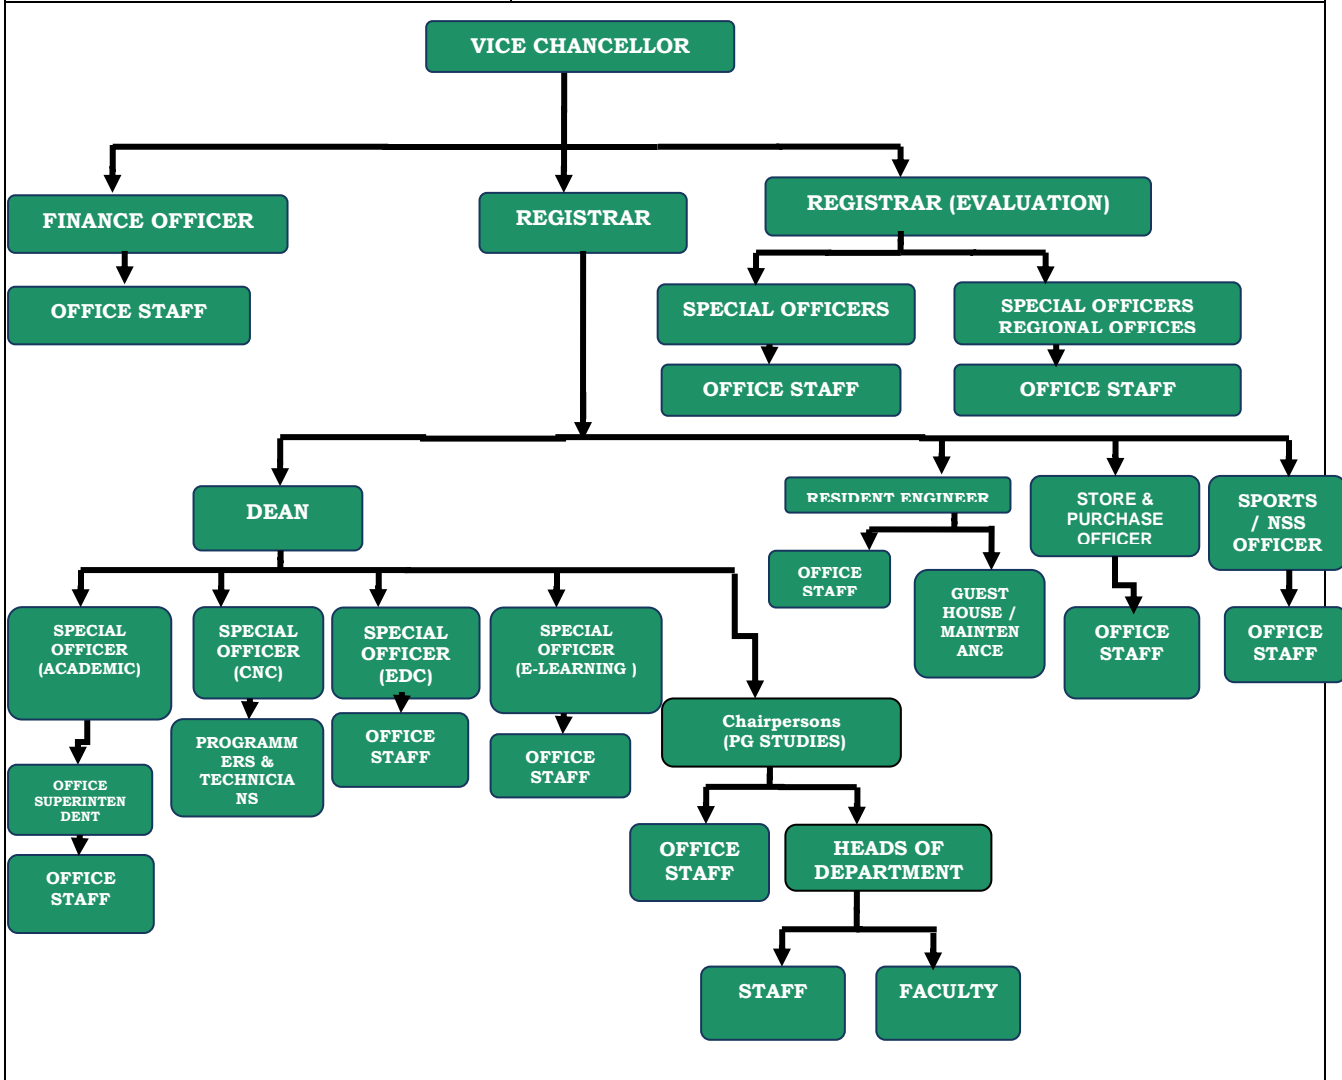 VICE CHANCELLOR
FINANCE OFFICER
REGISTRAR
REGISTRAR (EVALUATION)
OFFICE STAFF
SPECIAL OFFICERS
SPECIAL OFFICERS
REGIONAL OFFICES
OFFICE STAFF
OFFICE STAFF
DEAN
RESIDENT ENGINEER
STORE &
PURCHASE
OFFICER
SPORTS
/ NSS
OFFICER
OFFICE
STAFF
GUEST
HOUSE /
MAINTEN
ANCE
OFFICE
STAFF
OFFICE
STAFF
SPECIAL
OFFICER
(ACADEMIC)
SPECIAL
OFFICER
(CNC)
SPECIAL
OFFICER
(EDC)
SPECIAL
OFFICER
(E-LEARNING )
Chairpersons
(PG STUDIES)
OFFICE
SUPERINTEN
DENT
PROGRAMM
ERS &
TECHNICIA
NS
OFFICE
STAFF
OFFICE
STAFF
OFFICE
STAFF
OFFICE
STAFF
HEADS OF
DEPARTMENT
STAFF
FACULTY